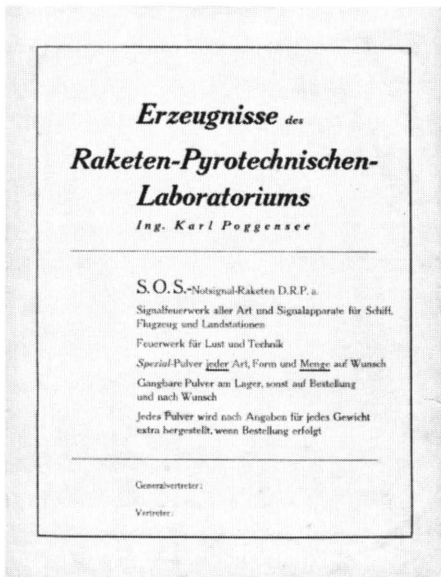 Erzeugnisse des
Raketen-Pyrotechnischen-
Laboratoriums
Ing. Karl Poggensee
S.O.S.-Notsignal-Raketen D.R.P. a.
Signalfeuerwerk aller Art und Signalapparate für Schiff,
Flugzeug und Landstationen
Feuerwerk für Lust und Technik
Spezial-Pulver jeder Art, Form und Menge auf Wunsch
Gangbare Pulver am Lager, sonst auf Bestellung
und nach Wunsch
Jedes Pulver wird nach Angaben für jedes Gewicht
extra hergestellt, wenn Bestellung erfolgt
Generalvertreter:
Vertreter: